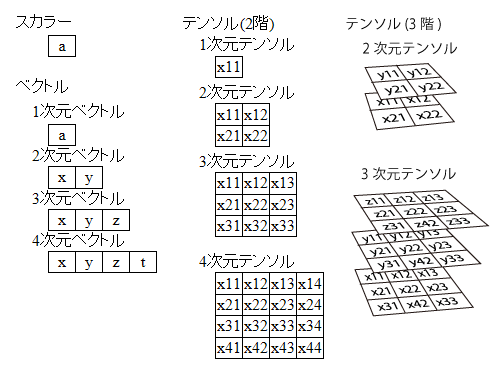 スカラー
a
ベクトル
1次元ベクトル
a
2次元ベクトル
x y
3次元ベクトル
x y z
4次元ベクトル
x y z t
テンソル(2階)
1次元テンソル
x11
2次元テンソル
x11 x12
x21 x22
3次元テンソル
x11 x12 x13
x21 x22 x23
x31 x32 x33
4次元テンソル
x11 x12 x13 x14
x21 x22 x23 x24
x31 x32 x33 x34
x41 x42 x43 x44
テンソル(3階)
2次元テンソル
y11 y12
y21 y22
x11 x12
x21 x22
3次元テンソル
z11 z12 z13
z21 z22 z23
z31 z42 z33
y11 y12 y13
y21 y22 y23
y31 y42 y33
x11 x12 x13
x21 x22 x23
x31 x42 x33